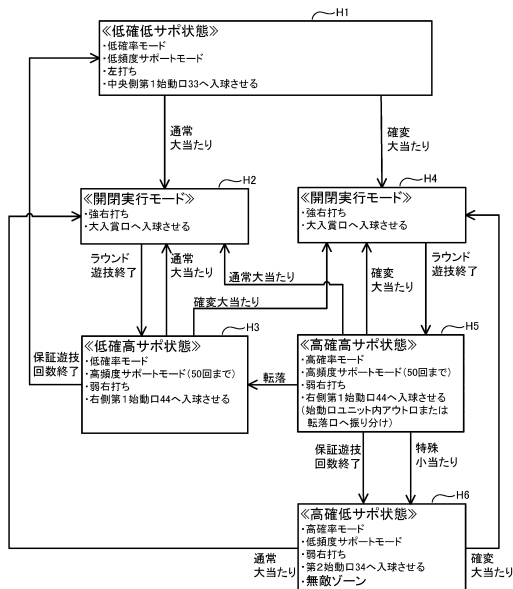 H1
≪低確低サポ状態≫
・低確率モード
・低頻度サポートモード
・左打ち
・中央側第1始動口33へ入球させる
通常
大当たり
確変
大当たり
H2
≪開閉実行モード≫
・強右打ち
・大入賞口へ入球させる
H4
≪開閉実行モード≫
・強右打ち
・大入賞口へ入球させる
ラウンド
遊技終了
通常
大当たり
通常大当たり
確変
大当たり
ラウンド
遊技終了
確変大当たり
H3
≪低確高サポ状態≫
・低確率モード
・高頻度サポートモード(50回まで)
・弱右打ち
・右側第1始動口44へ入球させる
H5
≪高確高サポ状態≫
・高確率モード
・高頻度サポートモード(50回まで)
・弱右打ち
・右側第1始動口44へ入球させる
(始動口ユニット内アウトロまたは
転落口へ振り分け)
保証遊技
回数終了
転落
保証遊技
回数終了
特殊
小当たり
H6
≪高確低サポ状態≫
・高確率モード
・低頻度サポートモード
・弱右打ち
・第2始動口34へ入球させる
・無敵ゾーン
通常
大当たり
確変
大当たり